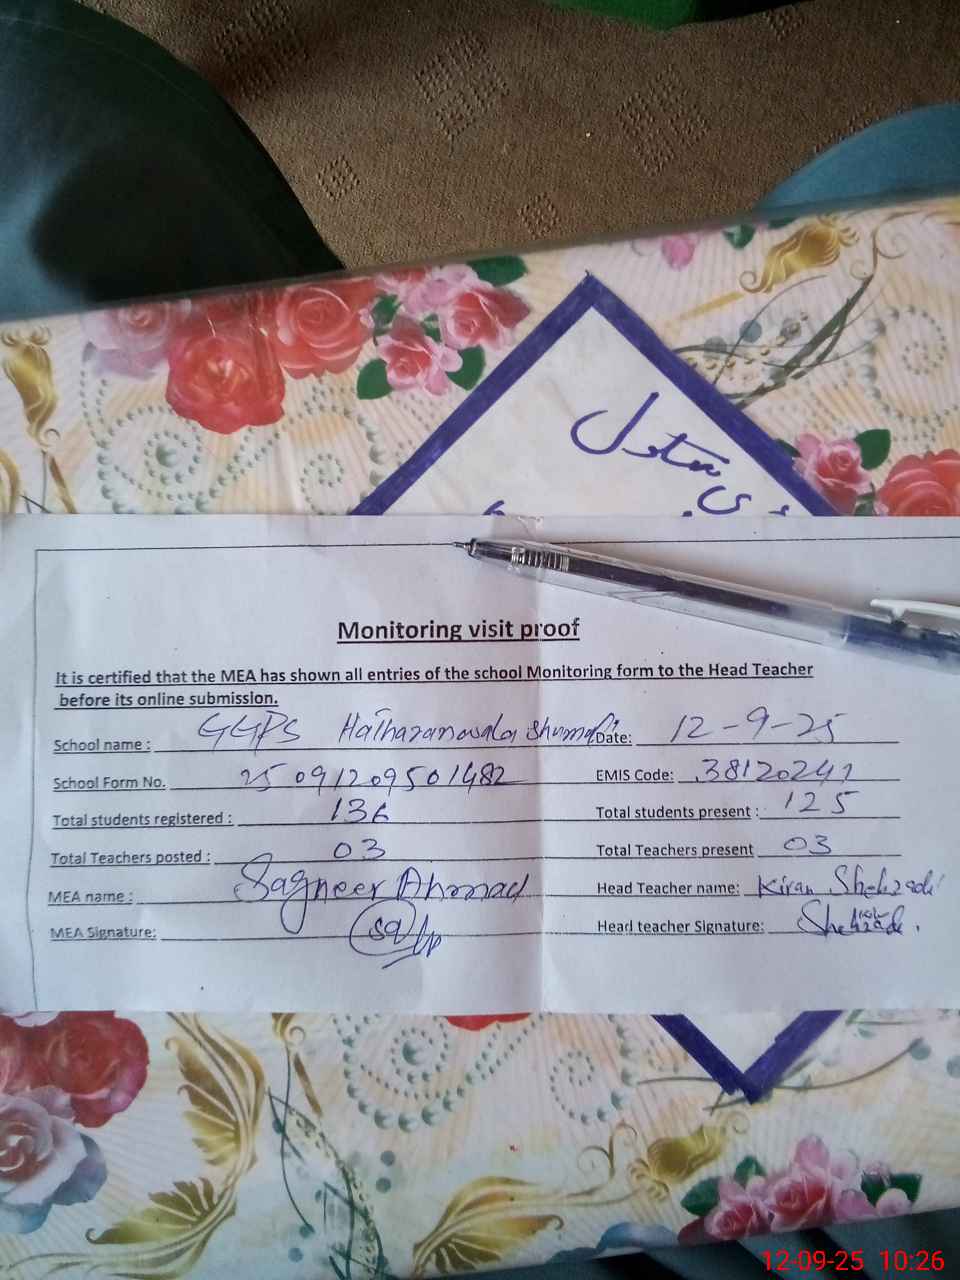 Monitoring visit proof
It is certified that the MEA has shown all entries of the school Monitoring form to the Head Teacher
before its online submission.
School name : GGPS Date: 12-9-25
School Form No. 25091209501482 EMIS Code: 38120241
Total students registered : 136 Total students present : 125
Total Teachers posted : 03 Total Teachers present 03
MEA name : Sagheer Ahmad Head Teacher name: Kiran Shehzadi
MEA Signature: Head teacher Signature: Shehzadi
12-09-25 10:26